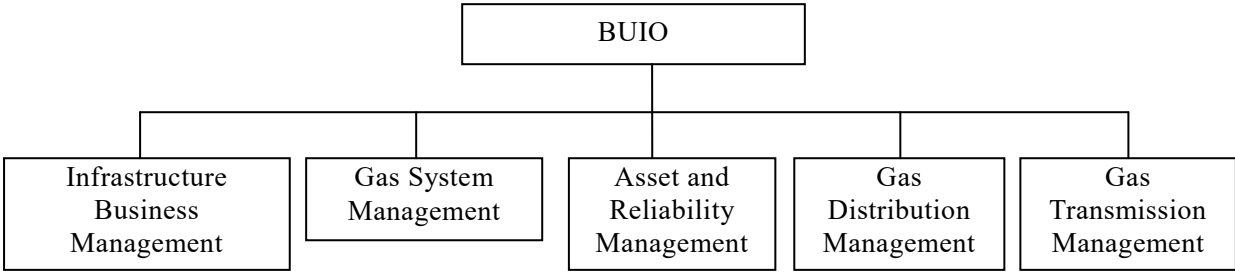 BUIO
Infrastructure
Business
Management
Gas System
Management
Asset and
Reliability
Management
Gas
Distribution
Management
Gas
Transmission
Management